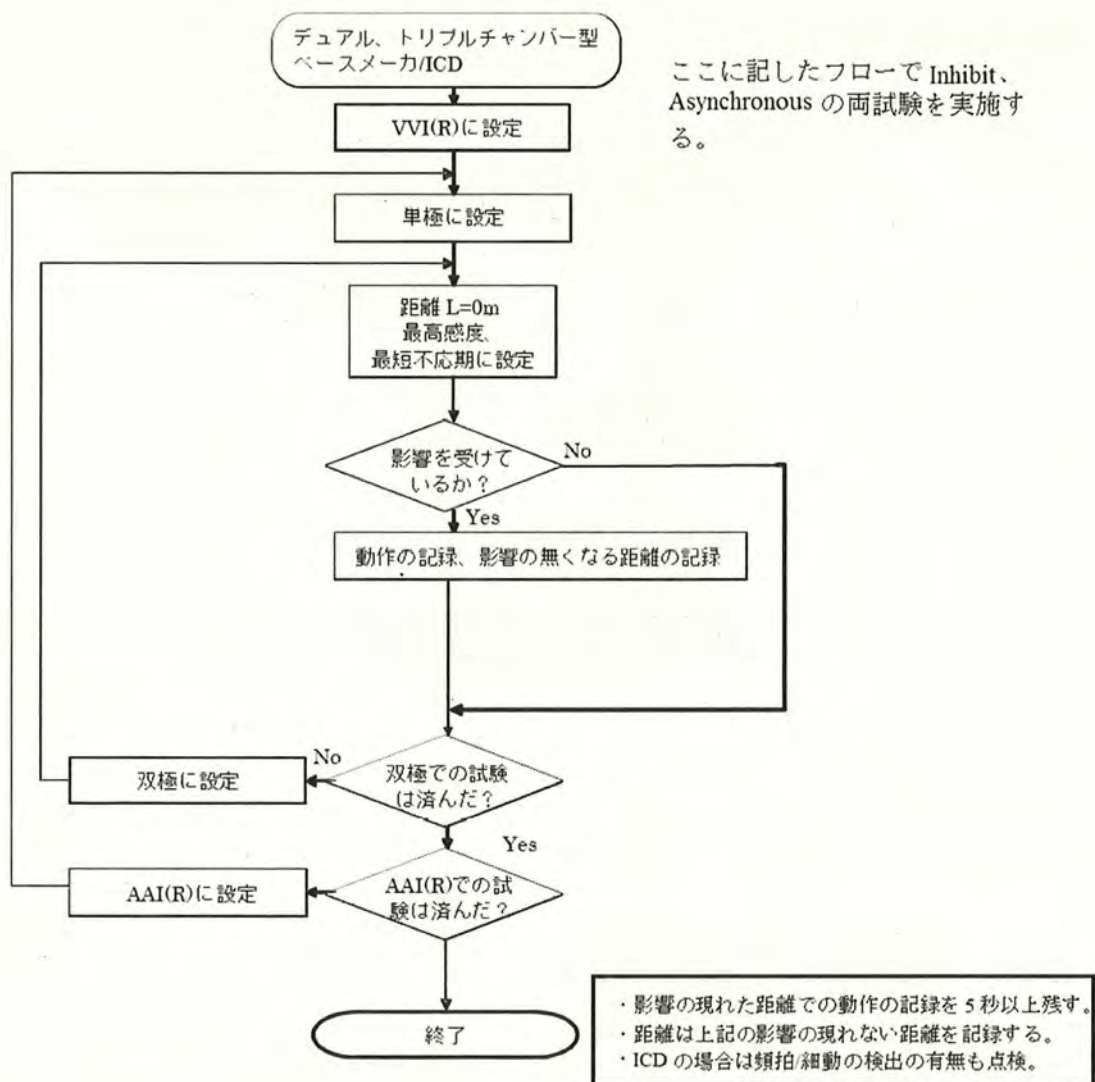 デュアル、トリプルチャンバー型
ペースメーカ/ICD
ここに記したフローで Inhibit、
Asynchronous の両試験を実施す
る。
VVI(R)に設定
単極に設定
距離 L=0m
最高感度、
最短不応期に設定
影響を受けて
いるか？
No
Yes
動作の記録、影響の無くなる距離の記録
双極での試験
は済んだ？
No
双極に設定
Yes
AAI(R)での試
験は済んだ？
AAI(R)に設定
終了
・影響の現れた距離での動作の記録を 5 秒以上残す。
・距離は上記の影響の現れない距離を記録する。
・ICD の場合は頻拍/細動の検出の有無も点検。